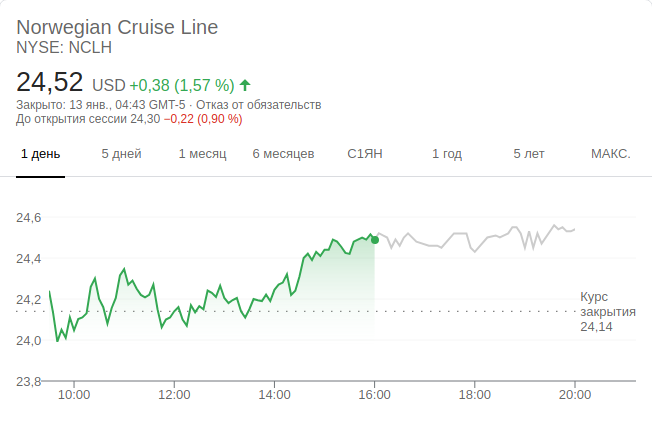 Norwegian Cruise Line
NYSE: NCLH
24,52 USD +0,38 (1,57 %)
Закрыто: 13 янв., 04:43 GMT-5 · Отказ от обязательств
До открытия сессии 24,30 −0,22 (0,90 %)
1 день 5 дней 1 месяц 6 месяцев С1ЯН 1 год 5 лет МАКС.
24,6
24,4
24,2
24,0
23,8
Курс
закрытия
24,14
10:00 12:00 14:00 16:00 18:00 20:00